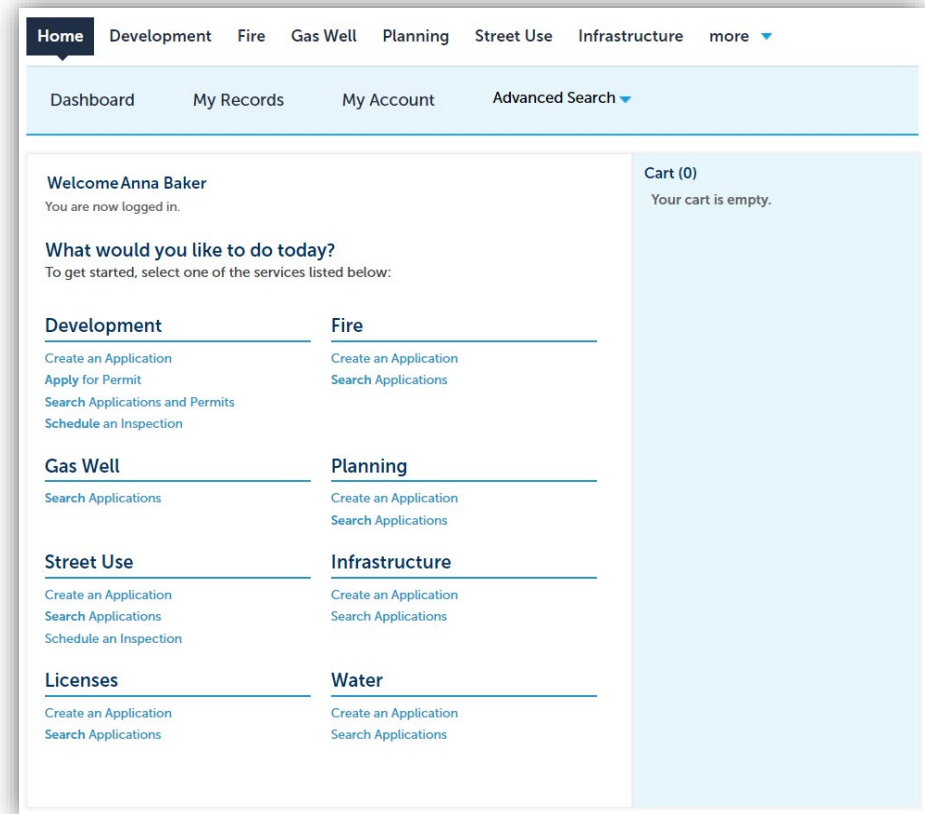 Home Development Fire Gas Well Planning Street Use Infrastructure more
Dashboard My Records My Account Advanced Search
Welcome Anna Baker
You are now logged in.
What would you like to do today?
To get started, select one of the services listed below:
Development
Create an Application
Apply for Permit
Search Applications and Permits
Schedule an Inspection
Fire
Create an Application
Search Applications
Gas Well
Search Applications
Planning
Create an Application
Search Applications
Street Use
Create an Application
Search Applications
Schedule an Inspection
Infrastructure
Create an Application
Search Applications
Licenses
Create an Application
Search Applications
Water
Create an Application
Search Applications
Cart (0)
Your cart is empty.